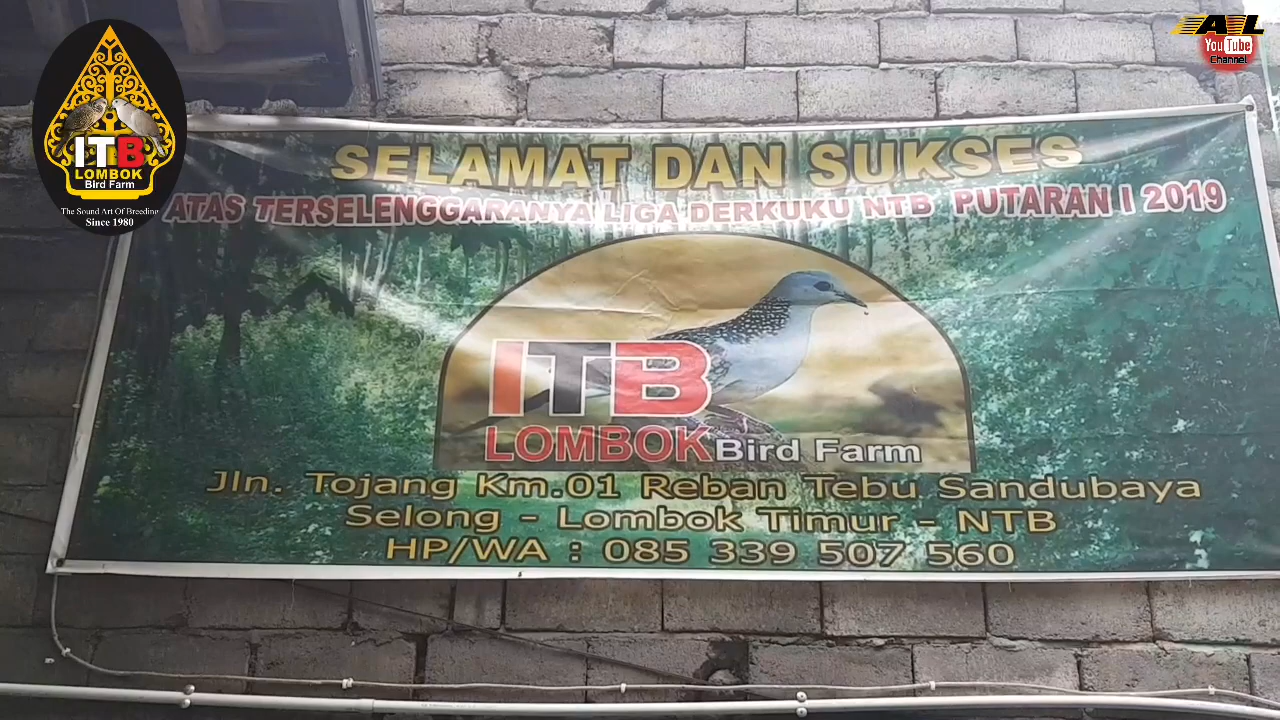 ITB
LOMBOK
Bird Farm
The Sound Art Of Breeding
Since 1980
AL
YouTube
Channel
SELAMAT DAN SUKSES
ATAS TERSELENGGARANYA LIGA DERKUKU NTB PUTARAN I 2019
ITB
LOMBOK Bird Farm
Jln. Tojang Km.01 Reban Tebu Sandubaya
Selong - Lombok Timur - NTB
HP/WA : 085 339 507 560